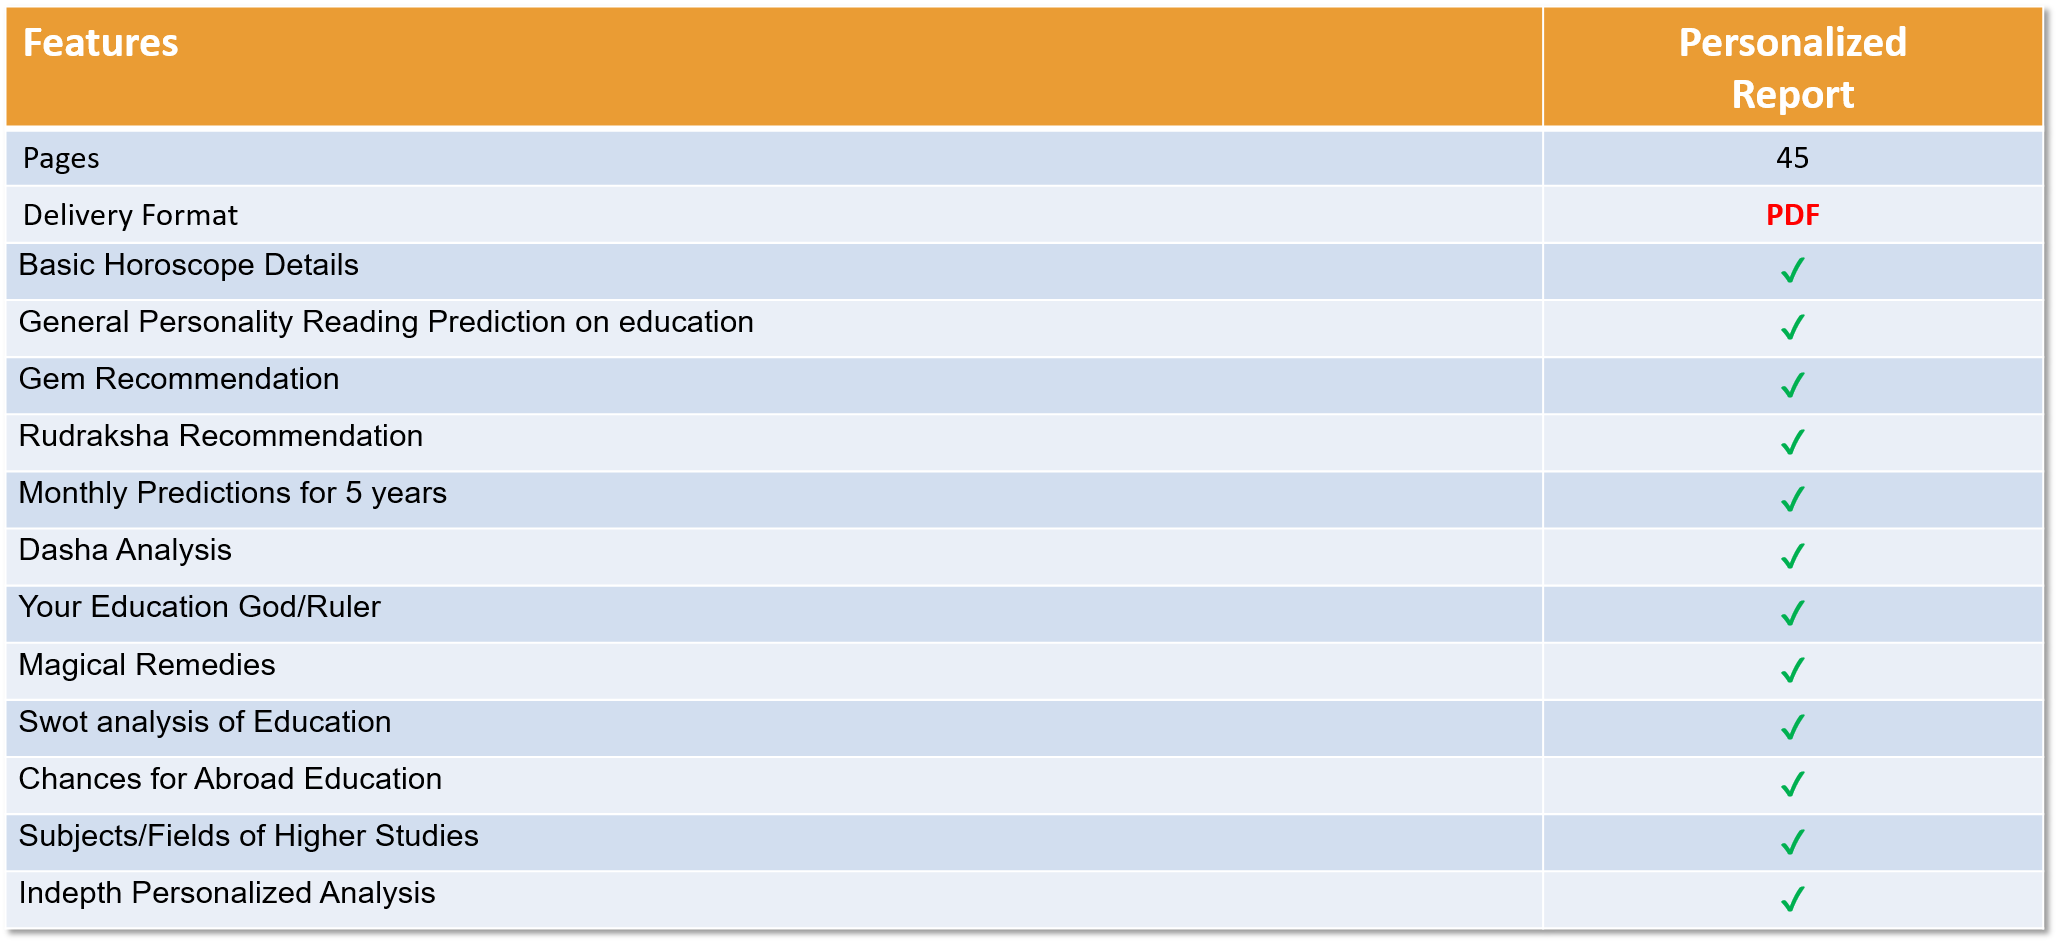 Features
Personalized
Report
Pages 45
Delivery Format PDF
Basic Horoscope Details ✓
General Personality Reading Prediction on education ✓
Gem Recommendation ✓
Rudraksha Recommendation ✓
Monthly Predictions for 5 years ✓
Dasha Analysis ✓
Your Education God/Ruler ✓
Magical Remedies ✓
Swot analysis of Education ✓
Chances for Abroad Education ✓
Subjects/Fields of Higher Studies ✓
Indepth Personalized Analysis ✓